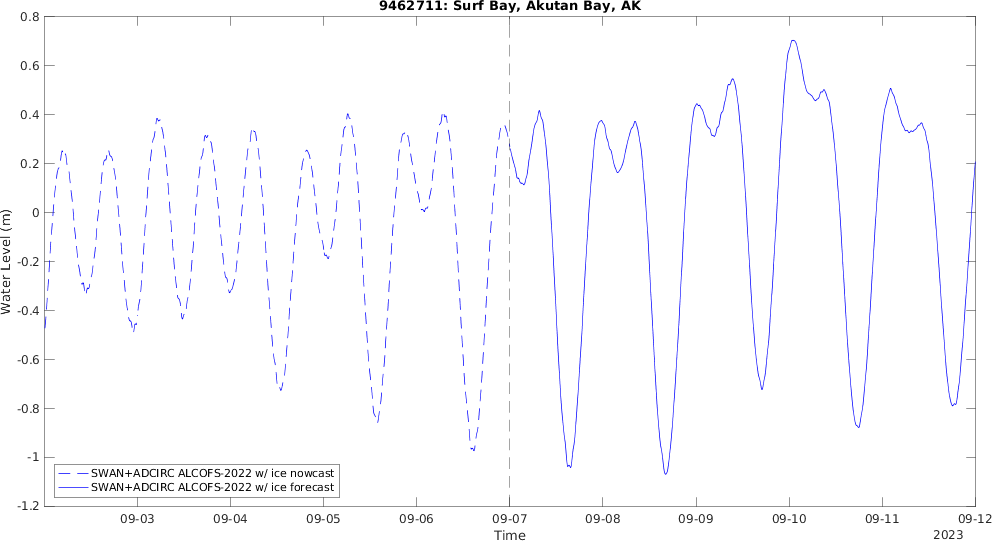 9462711: Surf Bay, Akutan Bay, AK
0.8
0.6
0.4
0.2
0
-0.2
-0.4
-0.6
-0.8
-1
-1.2
Water Level (m)
SWAN+ADCIRC ALCOFS-2022 w/ ice nowcast
SWAN+ADCIRC ALCOFS-2022 w/ ice forecast
09-03 09-04 09-05 09-06 09-07 09-08 09-09 09-10 09-11 09-12
Time
2023